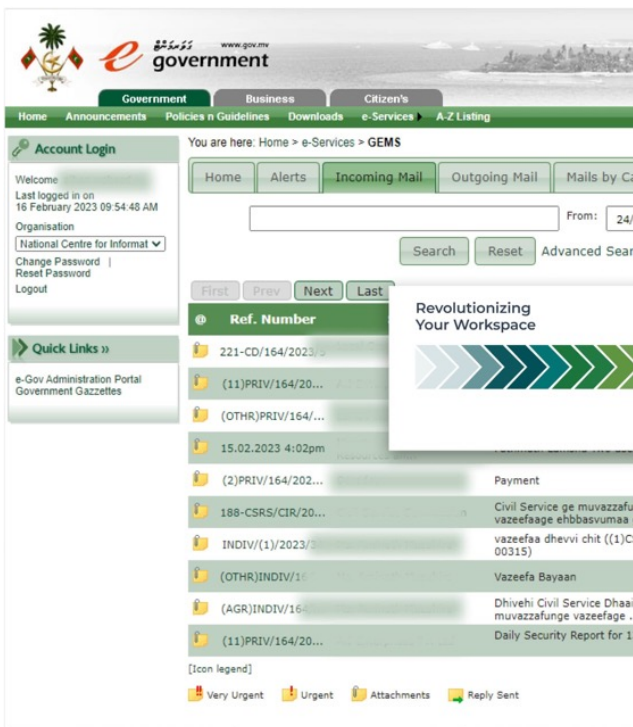 ގަވަރމަންޓް www.gov.mv
e government
Government Business Citizen's
Home Announcements Policies n Guidelines Downloads e-Services A-Z Listing
Account Login
Welcome
Last logged in on
16 February 2023 09:54:48 AM
Organisation
National Centre for Informat
Change Password |
Reset Password
Logout
Quick Links »
e-Gov Administration Portal
Government Gazzettes
You are here: Home > e-Services > GEMS
Home Alerts Incoming Mail Outgoing Mail Mails by Ca
From: 24/
Search Reset Advanced Sear
First Prev Next Last
Revolutionizing
Your Workspace
@ Ref. Number
221-CD/164/2023/
(11)PRIV/164/20...
(OTHR)PRIV/164/...
15.02.2023 4:02pm
(2)PRIV/164/202... Payment
188-CSRS/CIR/20... Civil Service ge muvazzafu
vazeefaage ehbbasvumaa
INDIV/(1)/2023/ vazeefaa dhevvi chit ((1)C
00315)
(OTHR)INDIV/1 Vazeefa Bayaan
(AGR)INDIV/16 Dhivehi Civil Service Dhaai
muvazzafunge vazeefage .
(11)PRIV/164/20... Daily Security Report for 1
[Icon legend]
Very Urgent Urgent Attachments Reply Sent